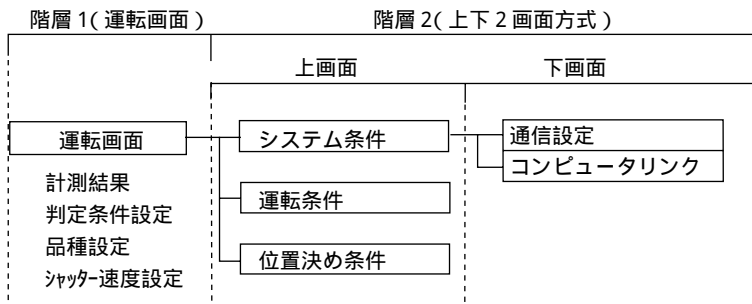 階層1(運転画面)
階層2(上下2画面方式)
上画面
下画面
運転画面
システム条件
通信設定
コンピュータリンク
計測結果
判定条件設定
品種設定
ｼｬｯﾀｰ速度設定
運転条件
位置決め条件